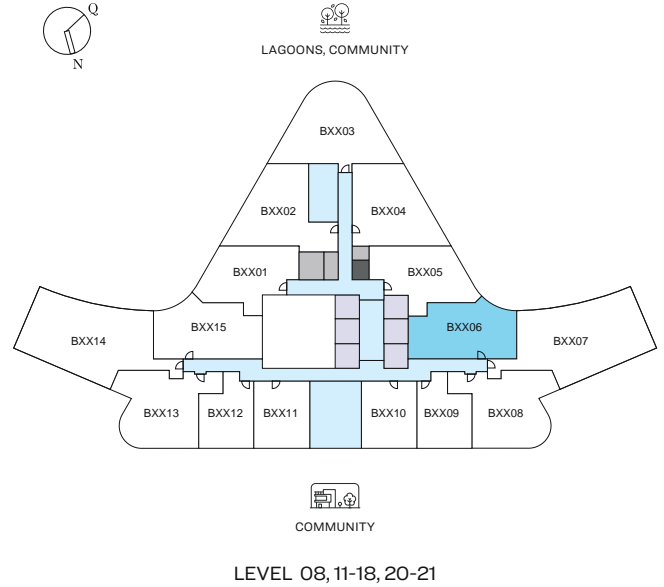 Q
N
LAGOONS, COMMUNITY
BXX03
BXX02
BXX04
BXX01
BXX05
BXX14
BXX15
BXX06
BXX07
BXX13
BXX12
BXX11
BXX10
BXX09
BXX08
COMMUNITY
LEVEL 08, 11-18, 20-21